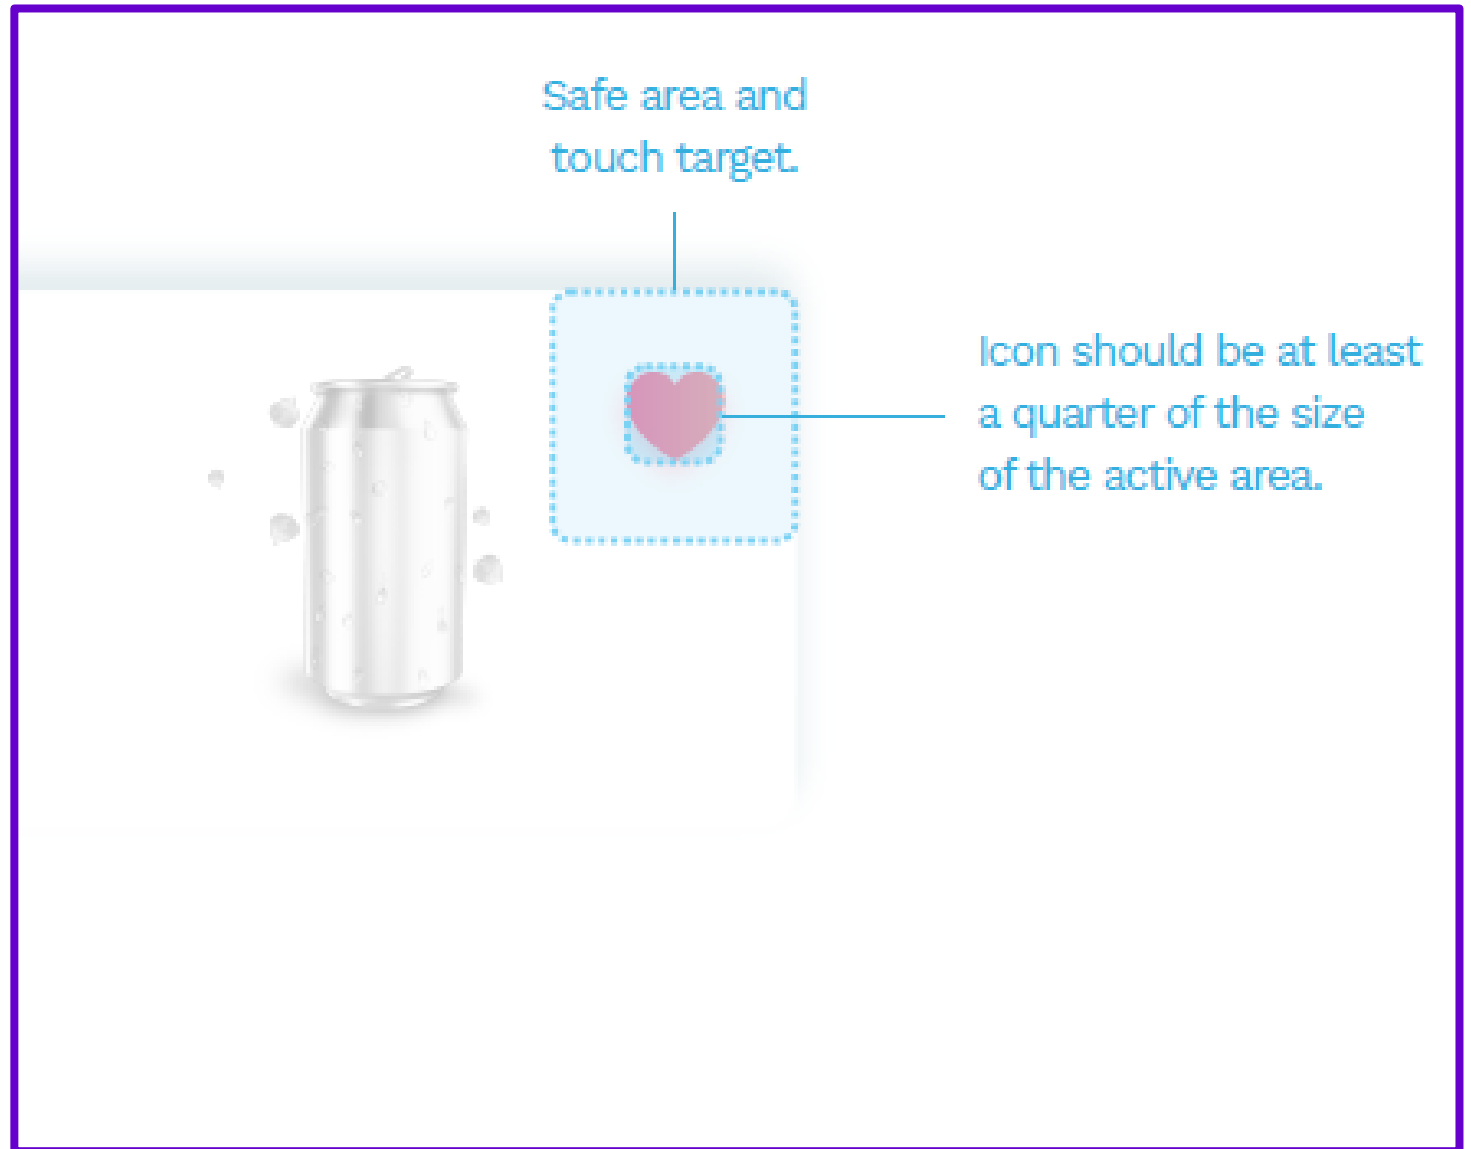 Safe area and
touch target.
Icon should be at least
a quarter of the size
of the active area.